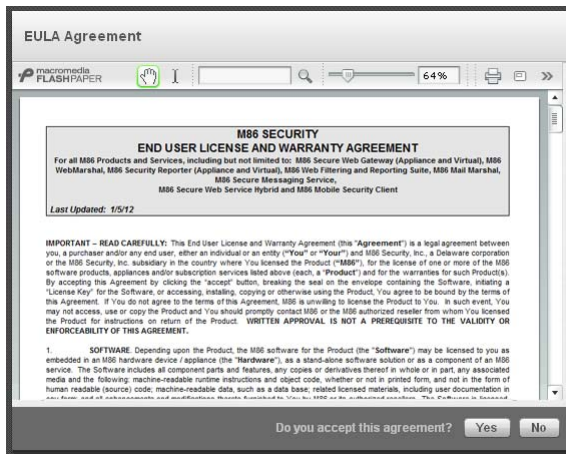 EULA Agreement
macromedia
FLASHPAPER
64%
M86 SECURITY
END USER LICENSE AND WARRANTY AGREEMENT
For all M86 Products and Services, including but not limited to: M86 Secure Web Gateway (Appliance and Virtual), M86
WebMarshal, M86 Security Reporter (Appliance and Virtual), M86 Web Filtering and Reporting Suite, M86 Mail Marshal,
M86 Secure Messaging Service,
M86 Secure Web Service Hybrid and M86 Mobile Security Client
Last Updated: 1/5/12
IMPORTANT – READ CAREFULLY: This End User License and Warranty Agreement (this "Agreement") is a legal agreement between
you, a purchaser and/or any end user, either an individual or an entity ("You" or "Your") and M86 Security, Inc., a Delaware corporation
or the M86 Security, Inc. subsidiary in the country where You licensed the Product ("M86"), for the license of one or more of the M86
software products, appliances and/or subscription services listed above (each, a "Product") and for the warranties for such Product(s).
By accepting this Agreement by clicking the "accept" button, breaking the seal on the envelope containing the Software, initiating a
"License Key" for the Software, or accessing, installing, copying or otherwise using the Product, You agree to be bound by the terms of
this Agreement. If You do not agree to the terms of this Agreement, M86 is unwilling to license the Product to You. In such event, You
may not access, use or copy the Product and You should promptly contact M86 or the M86 authorized reseller from whom You licensed
the Product for instructions on return of the Product. WRITTEN APPROVAL IS NOT A PREREQUISITE TO THE VALIDITY OR
ENFORCEABILITY OF THIS AGREEMENT.
1. SOFTWARE. Depending upon the Product, the M86 software for the Product (the "Software") may be licensed to you as
embedded in an M86 hardware device / appliance (the "Hardware"), as a stand-alone software solution or as a component of an M86
service. The Software includes all component parts and features, any copies or derivatives thereof in whole or in part, any associated
media and the following: machine-readable runtime instructions and object code, whether or not in printed form, and not in the form of
human readable (source) code; machine-readable data, such as a data base; related licensed materials, including user documentation in
Do you accept this agreement?
Yes
No